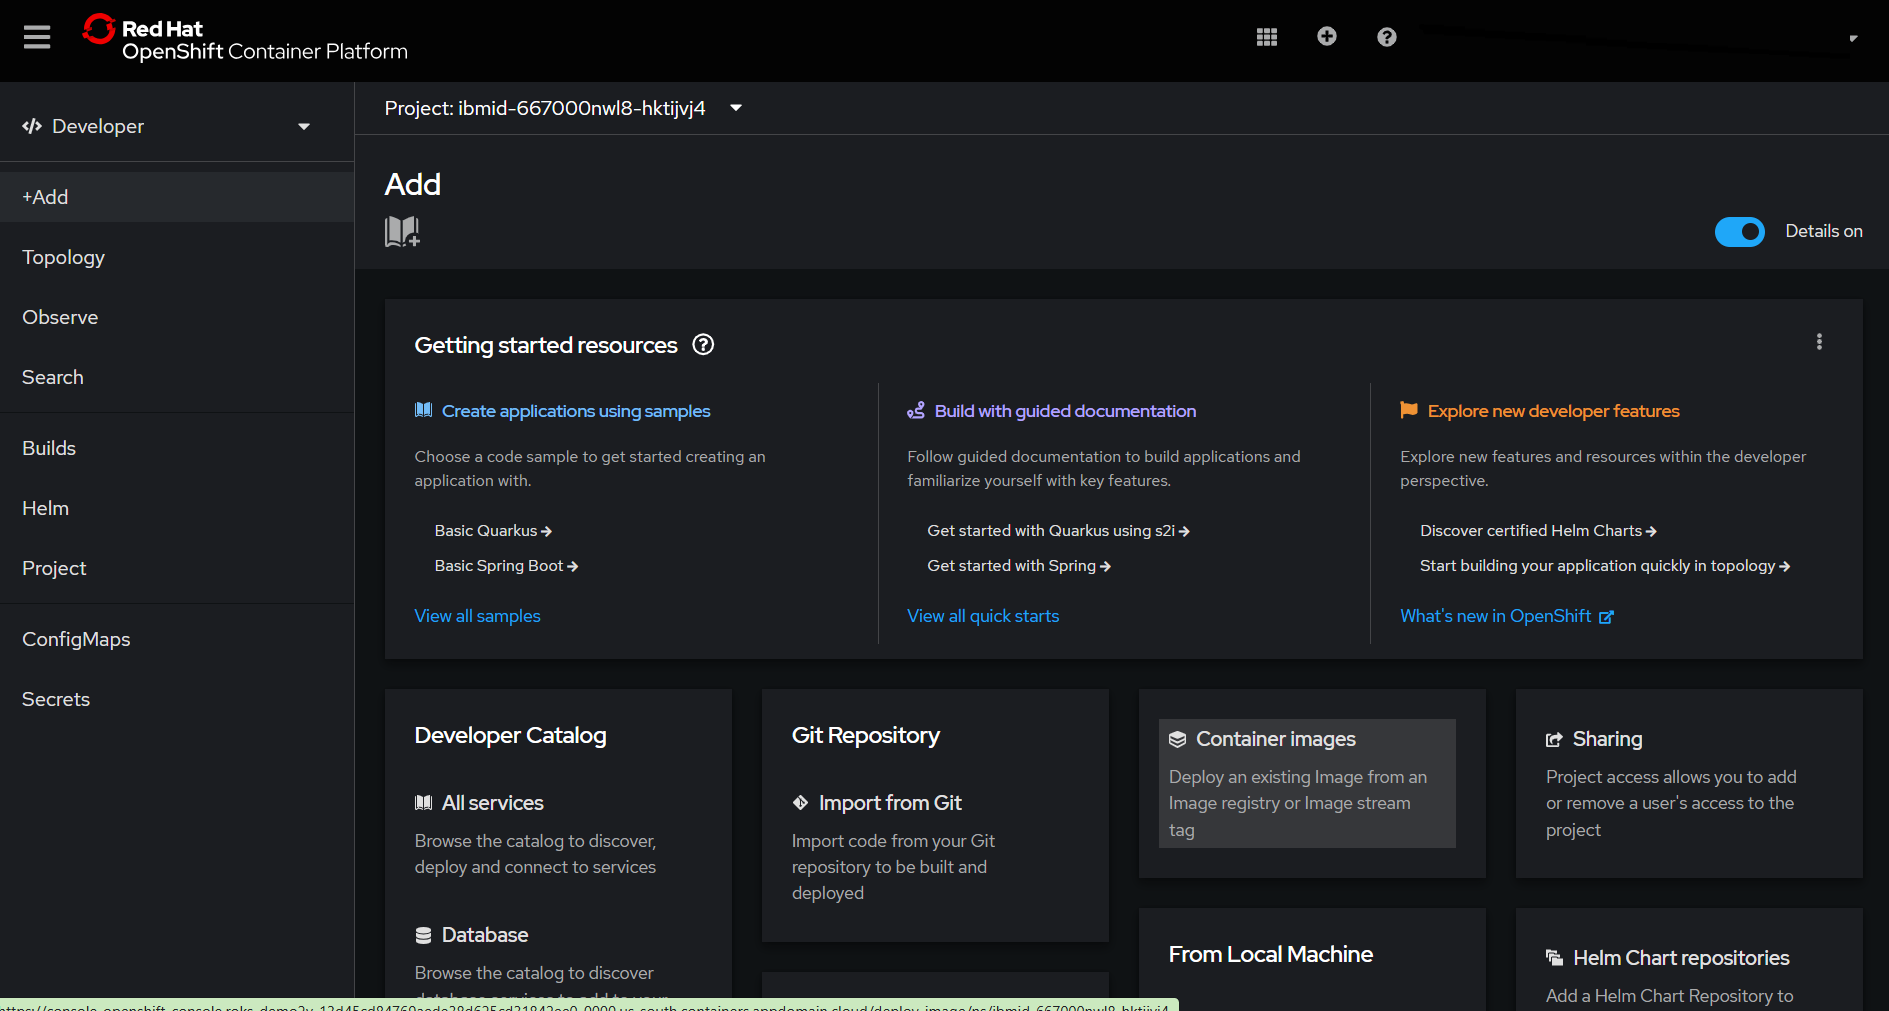 Red Hat
OpenShift Container Platform
Developer
Project: ibmid-667000nwl8-hktijvj4
+Add
Topology
Observe
Search
Builds
Helm
Project
ConfigMaps
Secrets
Add
Details on
Getting started resources
Create applications using samples
Choose a code sample to get started creating an
application with.
Basic Quarkus
Basic Spring Boot
View all samples
Build with guided documentation
Follow guided documentation to build applications and
familiarize yourself with key features.
Get started with Quarkus using s2i
Get started with Spring
View all quick starts
Explore new developer features
Explore new features and resources within the developer
perspective.
Discover certified Helm Charts
Start building your application quickly in topology
What's new in OpenShift
Developer Catalog
All services
Browse the catalog to discover,
deploy and connect to services
Database
Browse the catalog to discover
Git Repository
Import from Git
Import code from your Git
repository to be built and
deployed
Container images
Deploy an existing Image from an
Image registry or Image stream
tag
From Local Machine
Sharing
Project access allows you to add
or remove a user's access to the
project
Helm Chart repositories
Add a Helm Chart Repository to